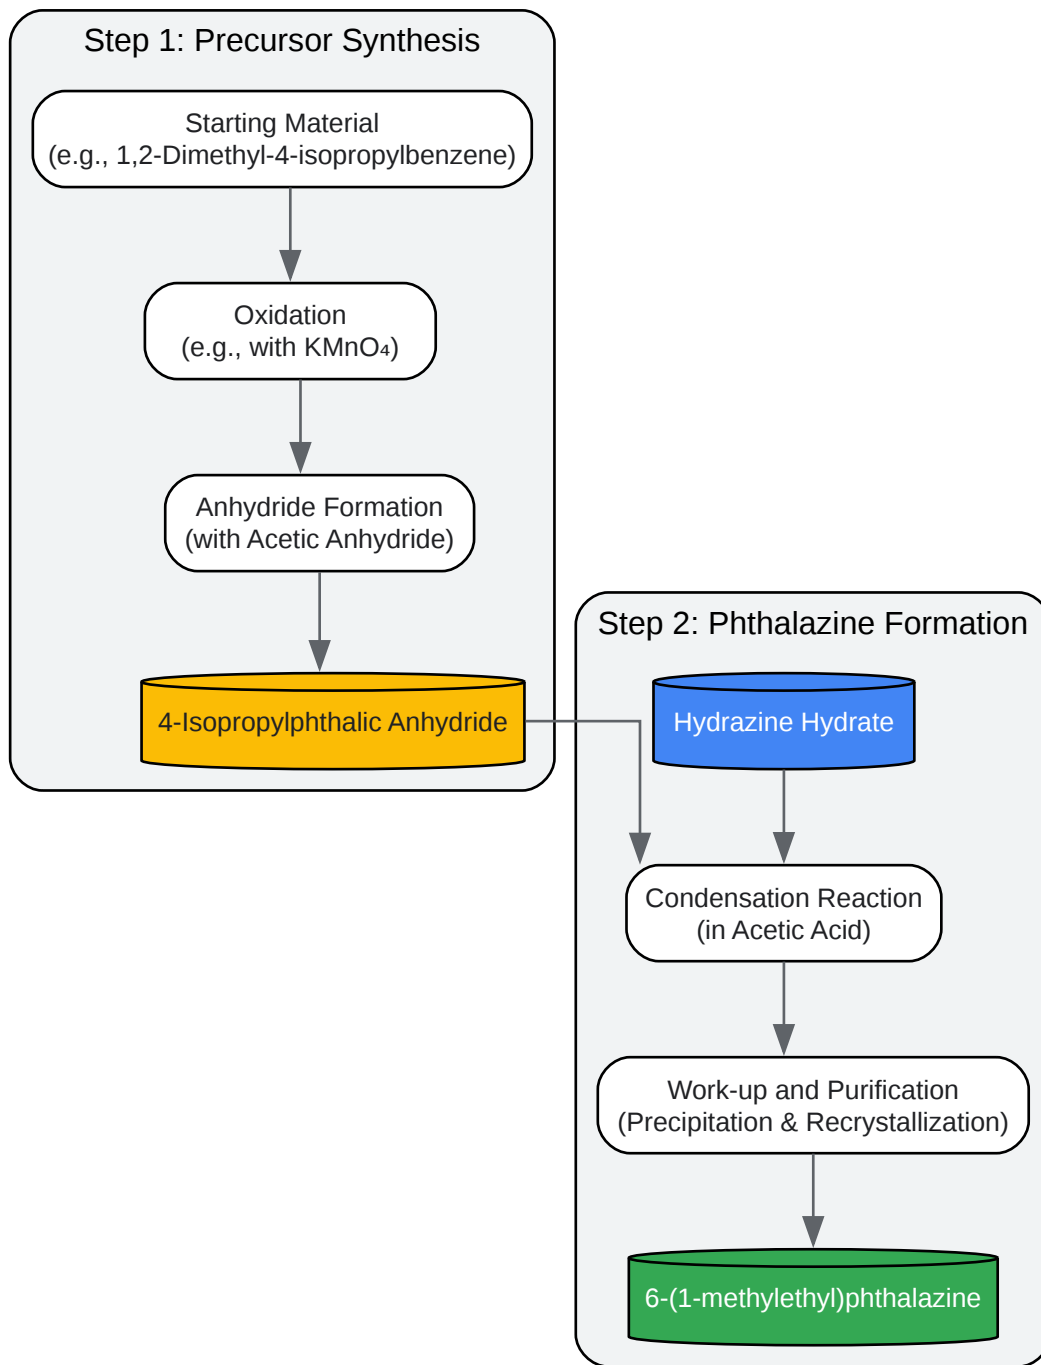 Step 1: Precursor Synthesis
Starting Material
(e.g., 1,2-Dimethyl-4-isopropylbenzene)
Oxidation
(e.g., with KMnO₄)
Anhydride Formation
(with Acetic Anhydride)
4-Isopropylphthalic Anhydride
Step 2: Phthalazine Formation
Hydrazine Hydrate
Condensation Reaction
(in Acetic Acid)
Work-up and Purification
(Precipitation & Recrystallization)
6-(1-methylethyl)phthalazine